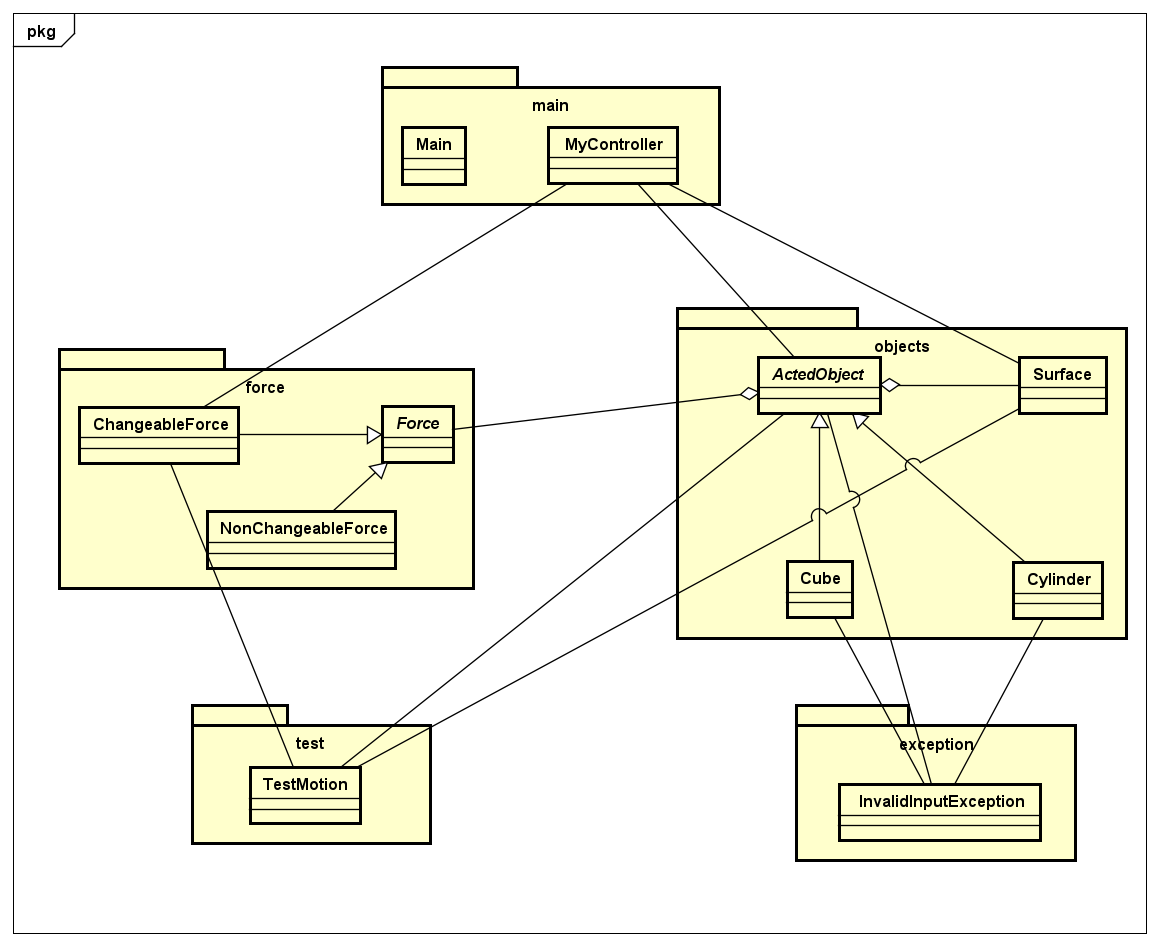 pkg
main
Main
MyController
objects
ActedObject
Surface
force
ChangeableForce
Force
NonChangeableForce
Cube
Cylinder
test
TestMotion
exception
InvalidInputException